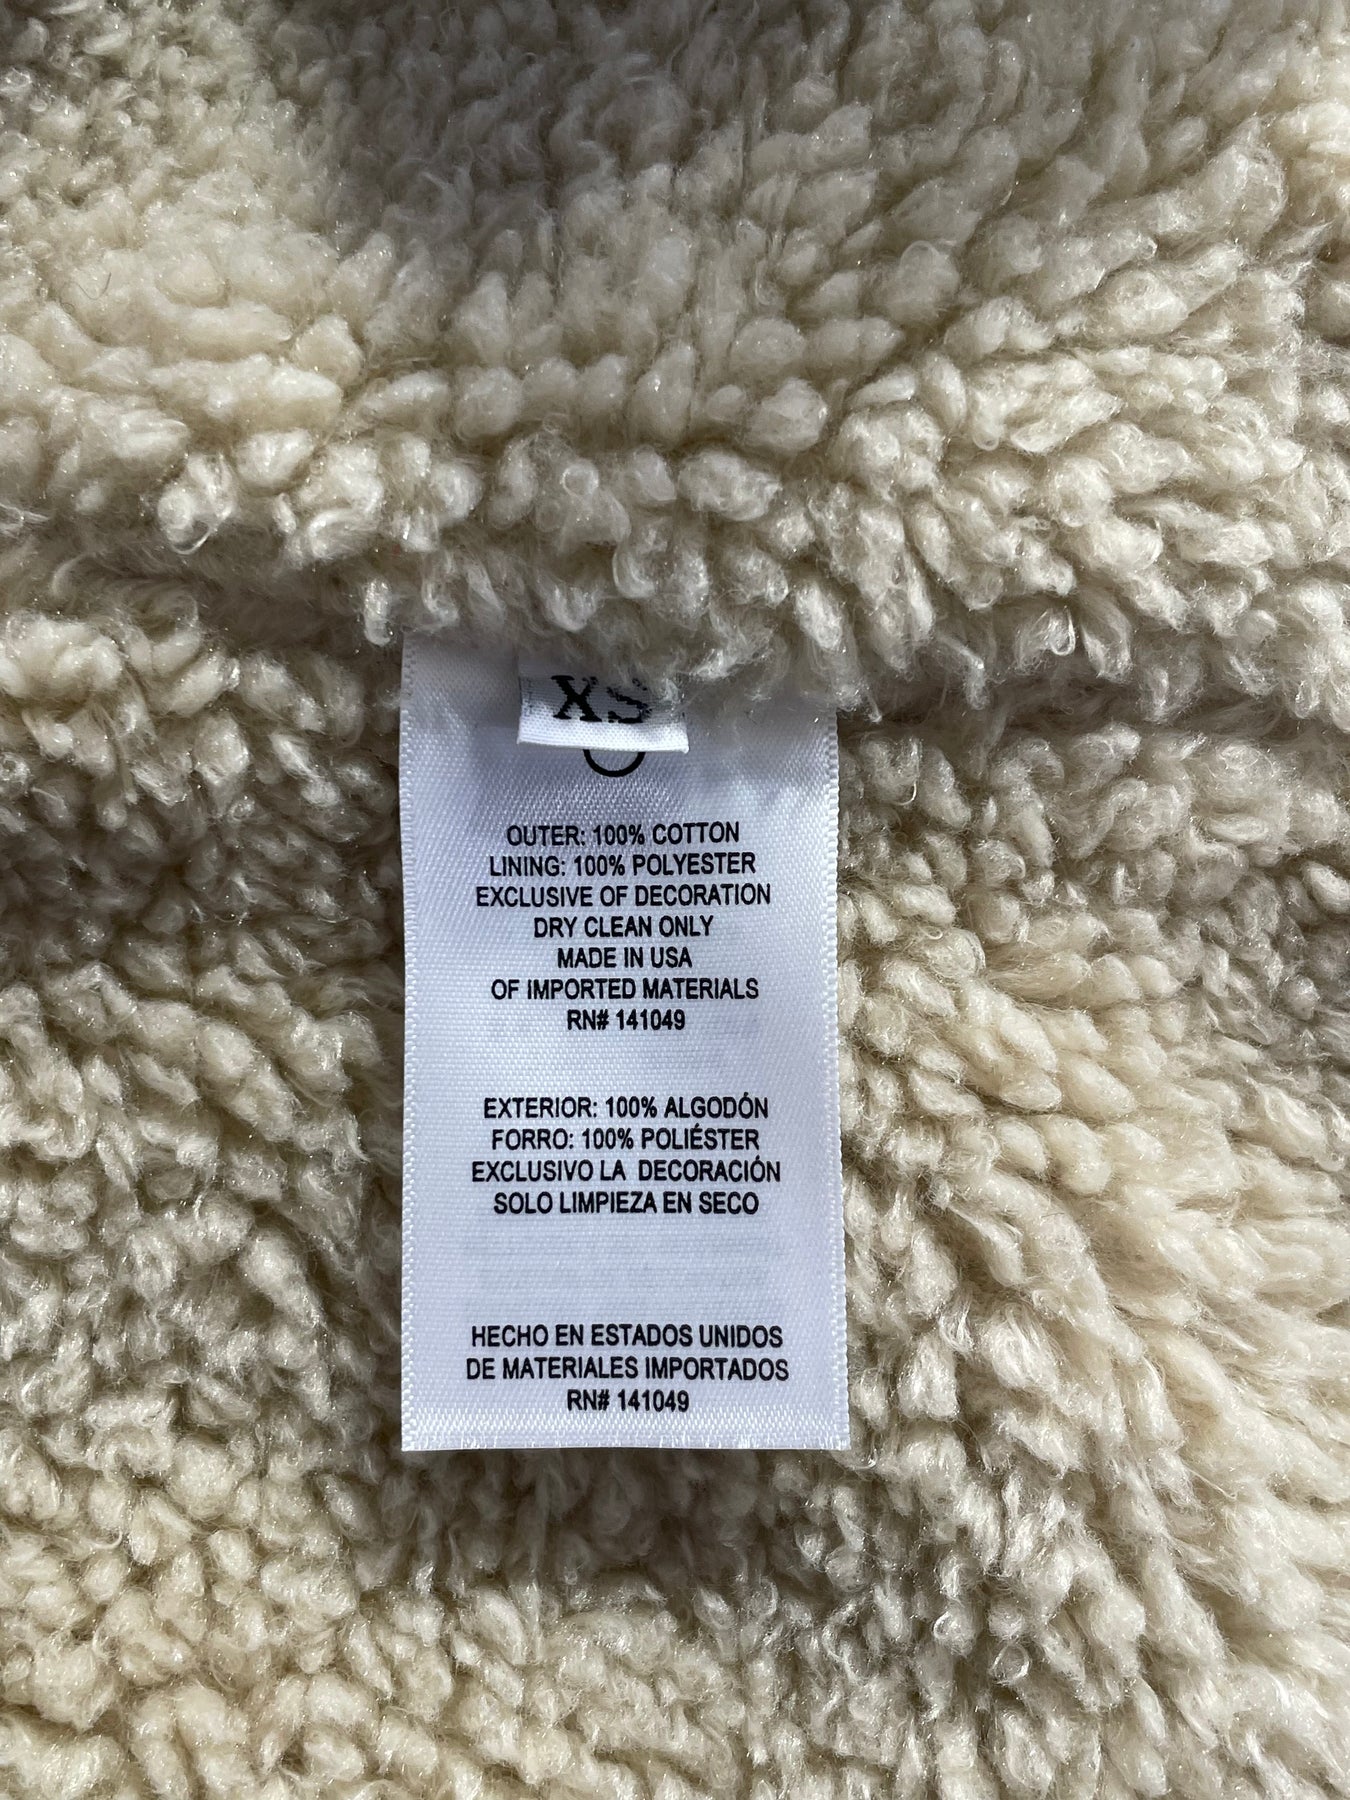 XS
OUTER: 100% COTTON
LINING: 100% POLYESTER
EXCLUSIVE OF DECORATION
DRY CLEAN ONLY
MADE IN USA
OF IMPORTED MATERIALS
RN# 141049
EXTERIOR: 100% ALGODÓN
FORRO: 100% POLIÉSTER
EXCLUSIVO LA DECORACIÓN
SOLO LIMPIEZA EN SECO
HECHO EN ESTADOS UNIDOS
DE MATERIALES IMPORTADOS
RN# 141049